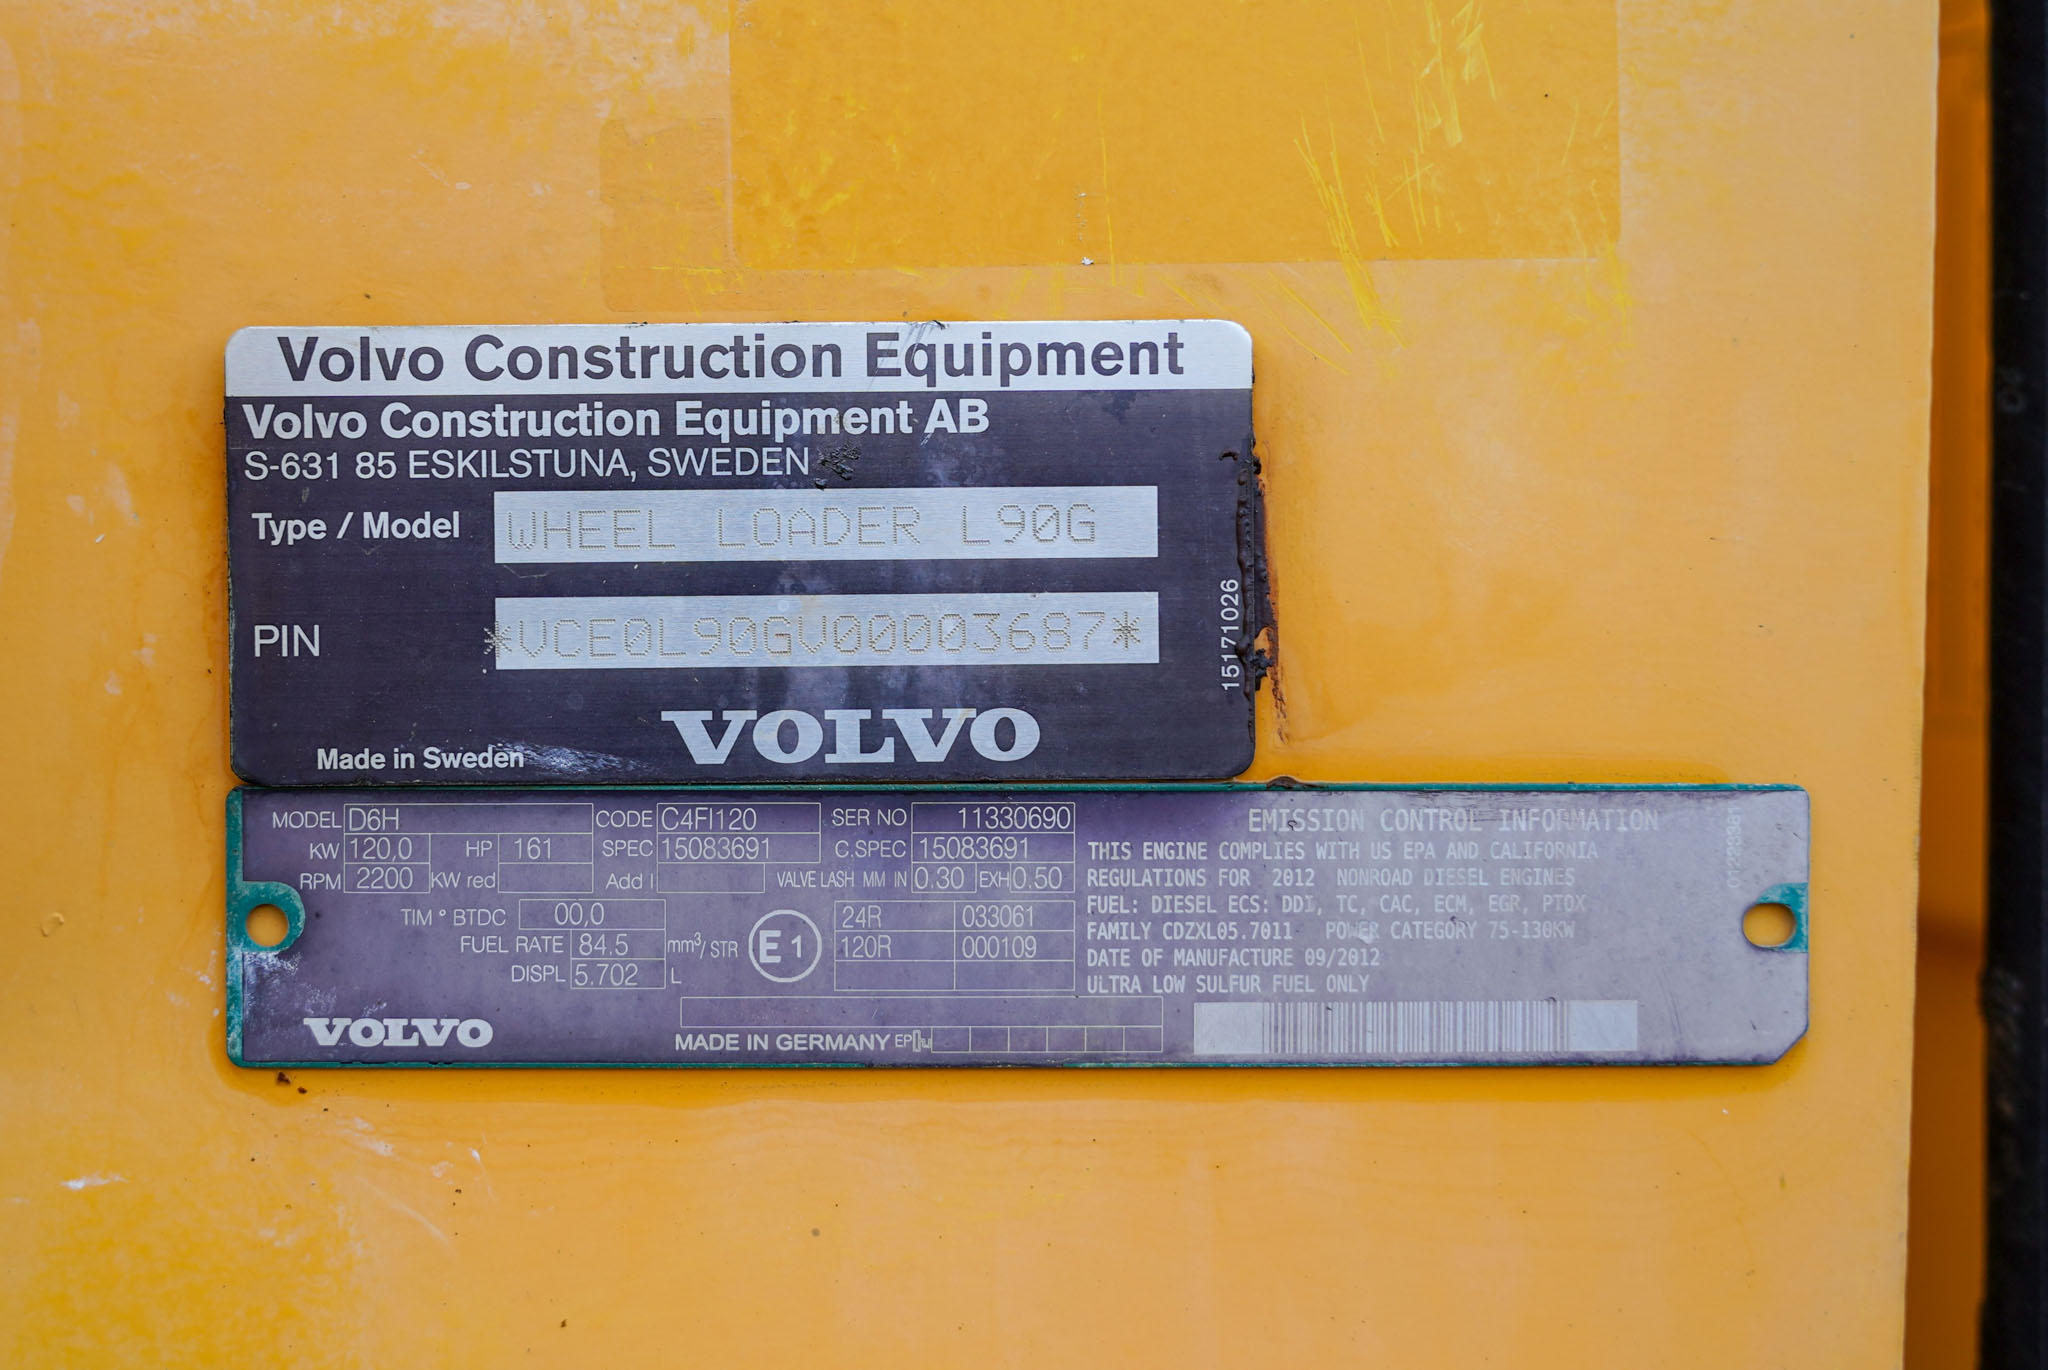 Volvo Construction Equipment
Volvo Construction Equipment AB
S-631 85 ESKILSTUNA, SWEDEN
Type / Model WHEEL LOADER L90G
PIN *VCE0L90GV00003687*
15171026
Made in Sweden VOLVO
MODEL D6H CODE C4FI120 SER NO 11330690
KW 120,0 HP 161 SPEC 15083691 C.SPEC 15083691
RPM 2200 KW red Add I VALVE LASH MM IN 0.30 EXH 0.50
TIM ° BTDC 00,0 24R 033061
FUEL RATE 84.5 mm³/ STR E1 120R 000109
DISPL 5.702 L
VOLVO
MADE IN GERMANY
EMISSION CONTROL INFORMATION
THIS ENGINE COMPLIES WITH US EPA AND CALIFORNIA
REGULATIONS FOR 2012 NONROAD DIESEL ENGINES
FUEL: DIESEL ECS: DDI, TC, CAC, ECM, EGR, PTOX
FAMILY CDZXL05.7011 POWER CATEGORY 75-130KW
DATE OF MANUFACTURE 09/2012
ULTRA LOW SULFUR FUEL ONLY